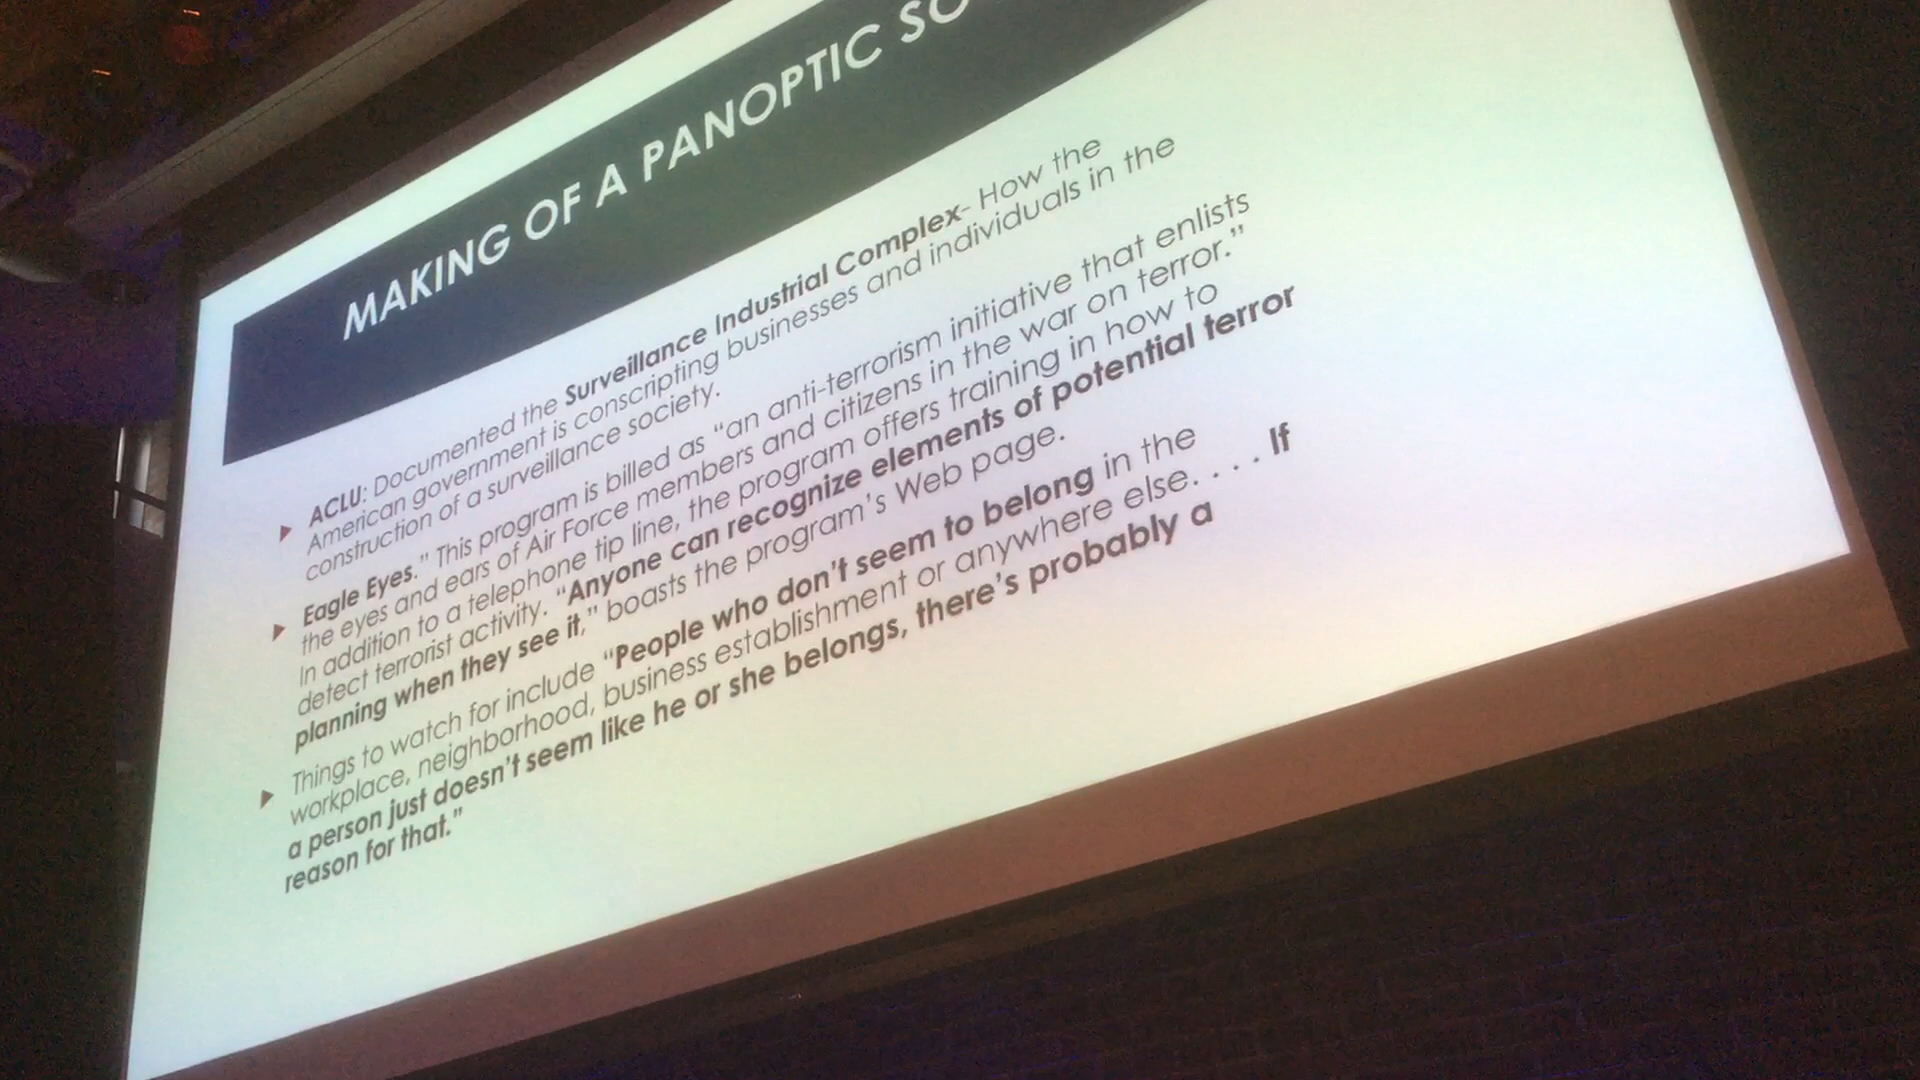 MAKING OF A PANOPTIC SO
ACLU: Documented the Surveillance Industrial Complex- How the
American government is conscripting businesses and individuals in the
construction of a surveillance society.
Eagle Eyes." This program is billed as "an anti-terrorism initiative that enlists
the eyes and ears of Air Force members and citizens in the war on terror."
In addition to a telephone tip line, the program offers training in how to
detect terrorist activity. "Anyone can recognize elements of potential terror
planning when they see it," boasts the program's Web page.
Things to watch for include "People who don't seem to belong in the
workplace, neighborhood, business establishment or anywhere else. . . . If
a person just doesn't seem like he or she belongs, there's probably a
reason for that."